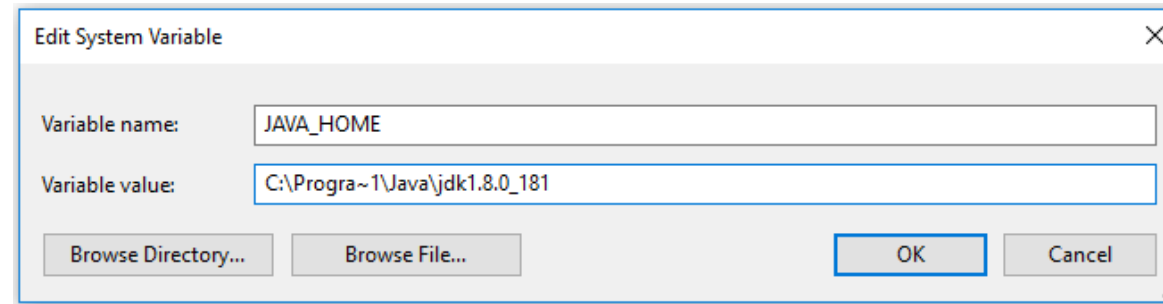 Edit System Variable
Variable name: JAVA_HOME
Variable value: C:\Progra~1\Java\jdk1.8.0_181
Browse Directory... Browse File... OK Cancel